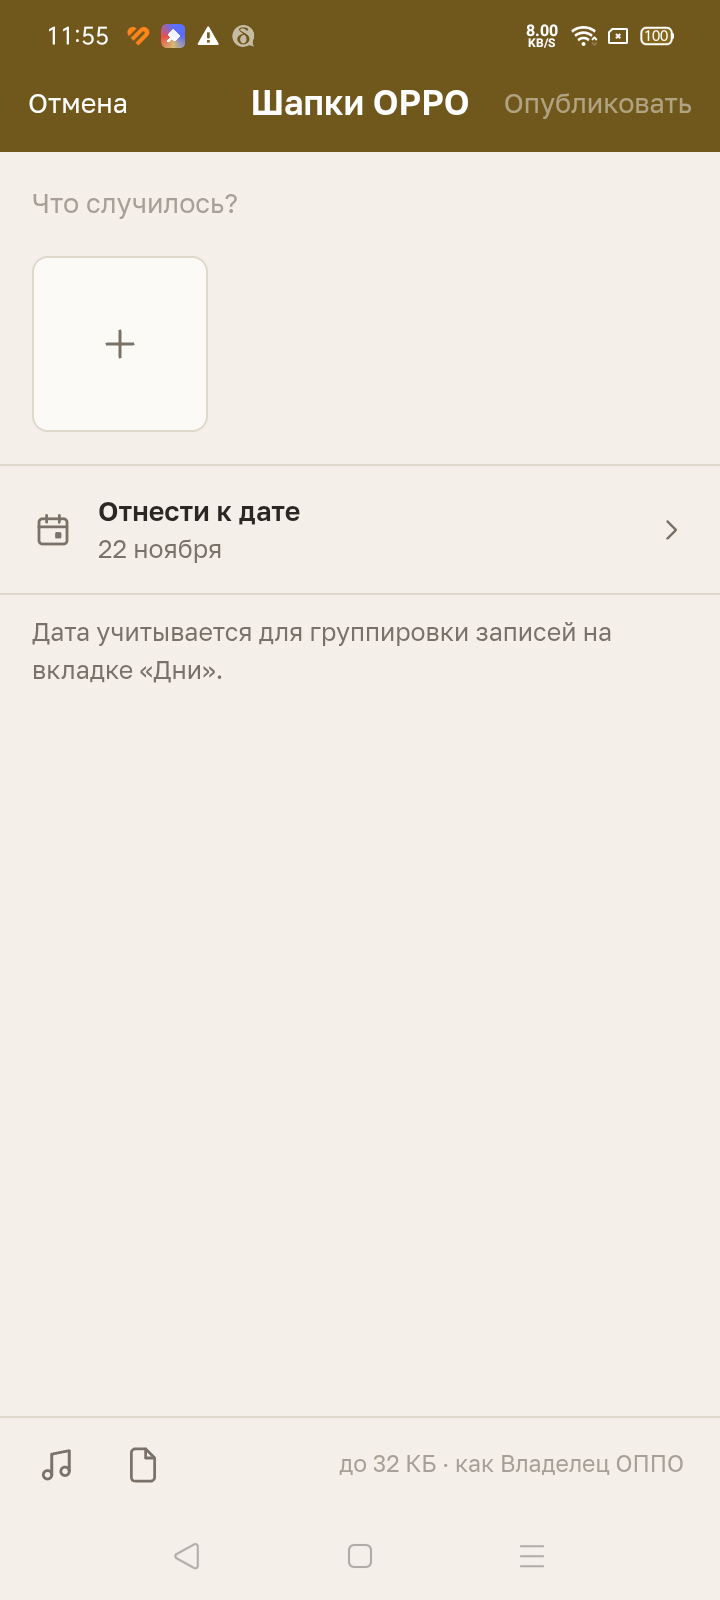 11:55
8.00
KB/S
100
Отмена
Шапки OPPO
Опубликовать
Что случилось?
Отнести к дате
22 ноября
Дата учитывается для группировки записей на
вкладке «Дни».
до 32 КБ · как Владелец ОППО